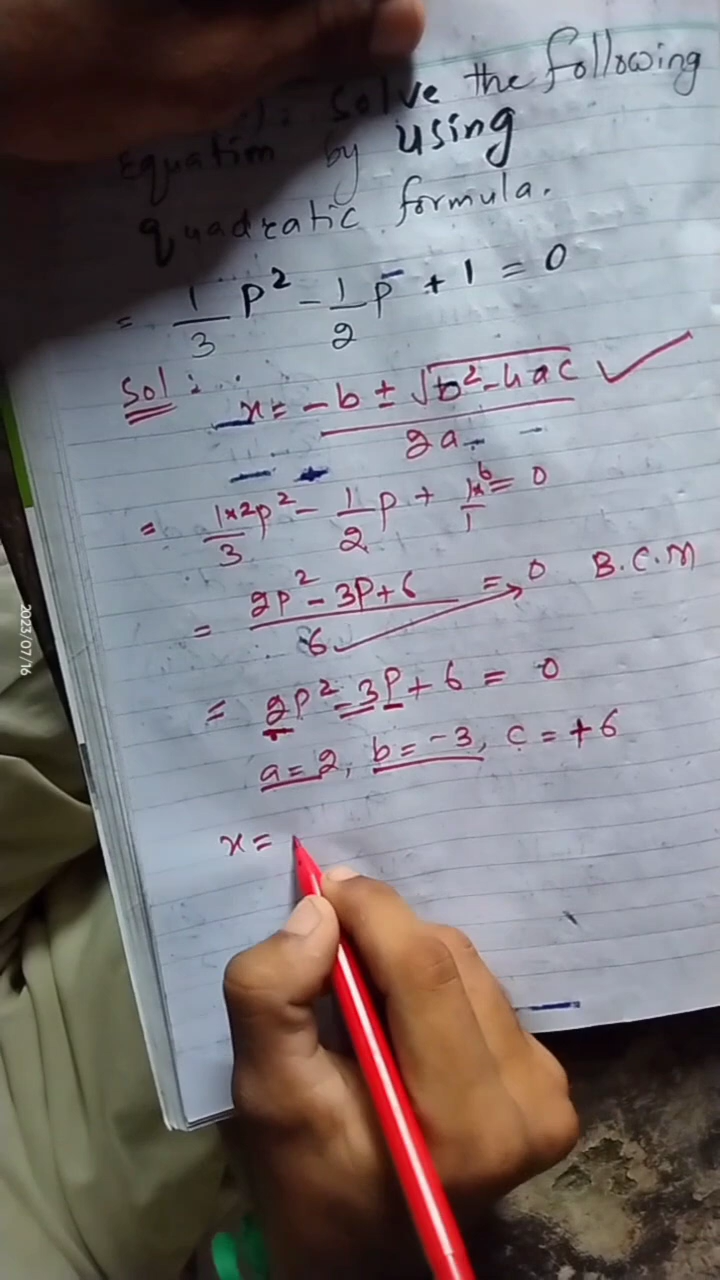 Solve the following
Equation by using
quadratic formula.
= 1/3 P² - 1/2 P + 1 = 0
Sol:
x = -b ± √b²-4ac ✓
2a
= 1×2/3 p² - 1/2 p + 1×6/1 = 0
= 2p² - 3p + 6 / 6 = 0 B.C.M
= 2p² - 3p + 6 = 0
a = 2, b = -3, c = +6
x =
2023/07/16